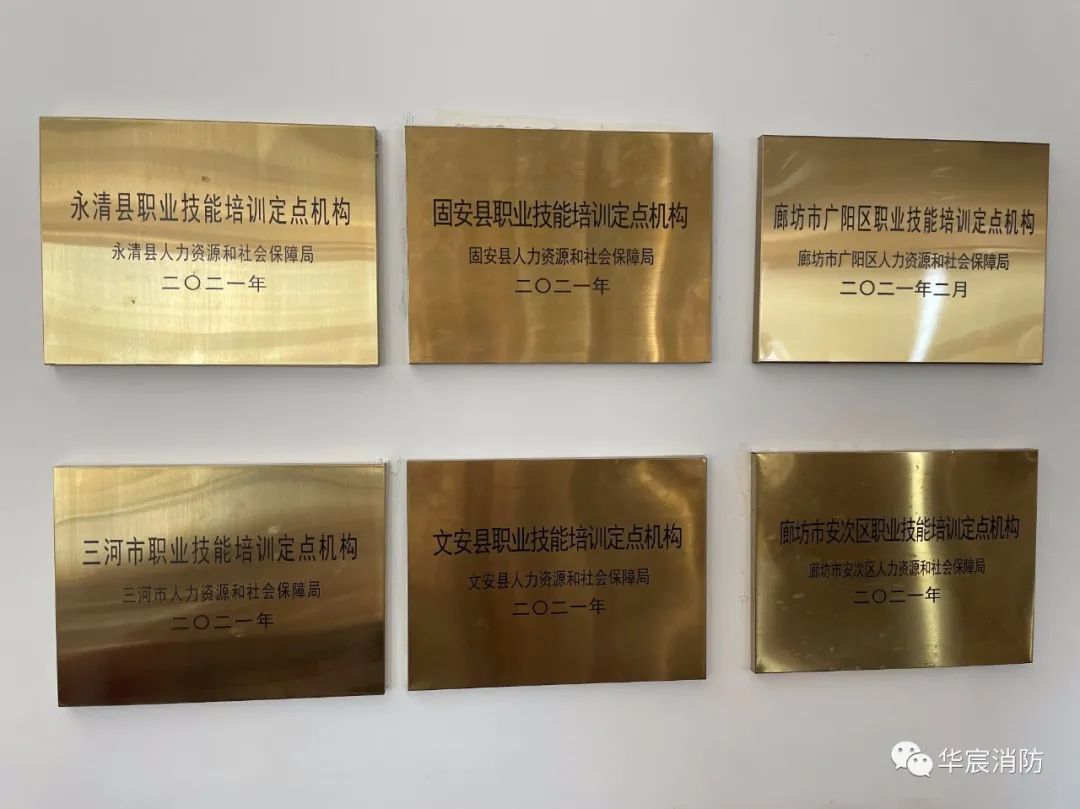 永清县职业技能培训定点机构
永清县人力资源和社会保障局
二〇二一年
固安县职业技能培训定点机构
固安县人力资源和社会保障局
二〇二一年
廊坊市广阳区职业技能培训定点机构
廊坊市广阳区人力资源和社会保障局
二〇二一年二月
三河市职业技能培训定点机构
三河市人力资源和社会保障局
二〇二一年
文安县职业技能培训定点机构
文安县人力资源和社会保障局
二〇二一年
廊坊市安次区职业技能培训定点机构
廊坊市安次区人力资源和社会保障局
二〇二一年
华宸消防